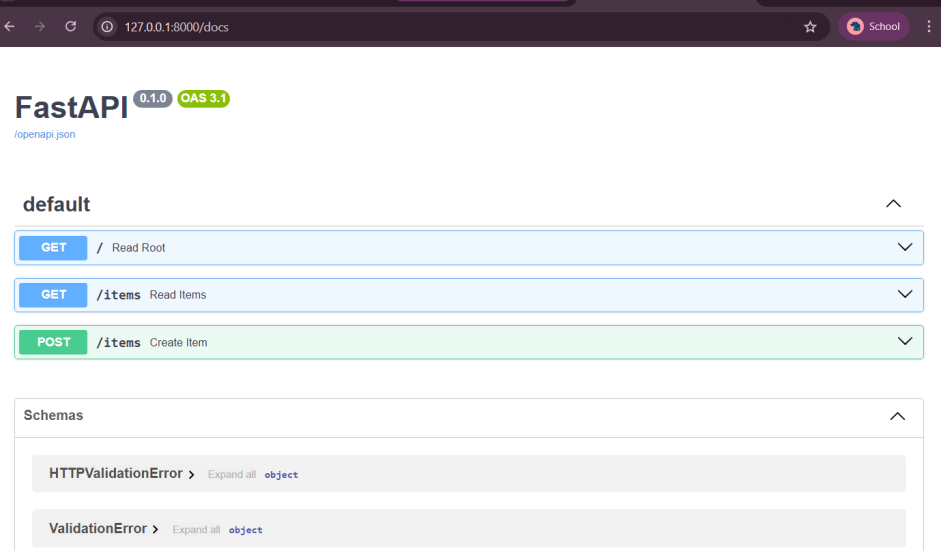 127.0.0.1:8000/docs
School
FastAPI 0.1.0 OAS 3.1
/openapi.json
default
GET / Read Root
GET /items Read Items
POST /items Create Item
Schemas
HTTPValidationError Expand all object
ValidationError Expand all object